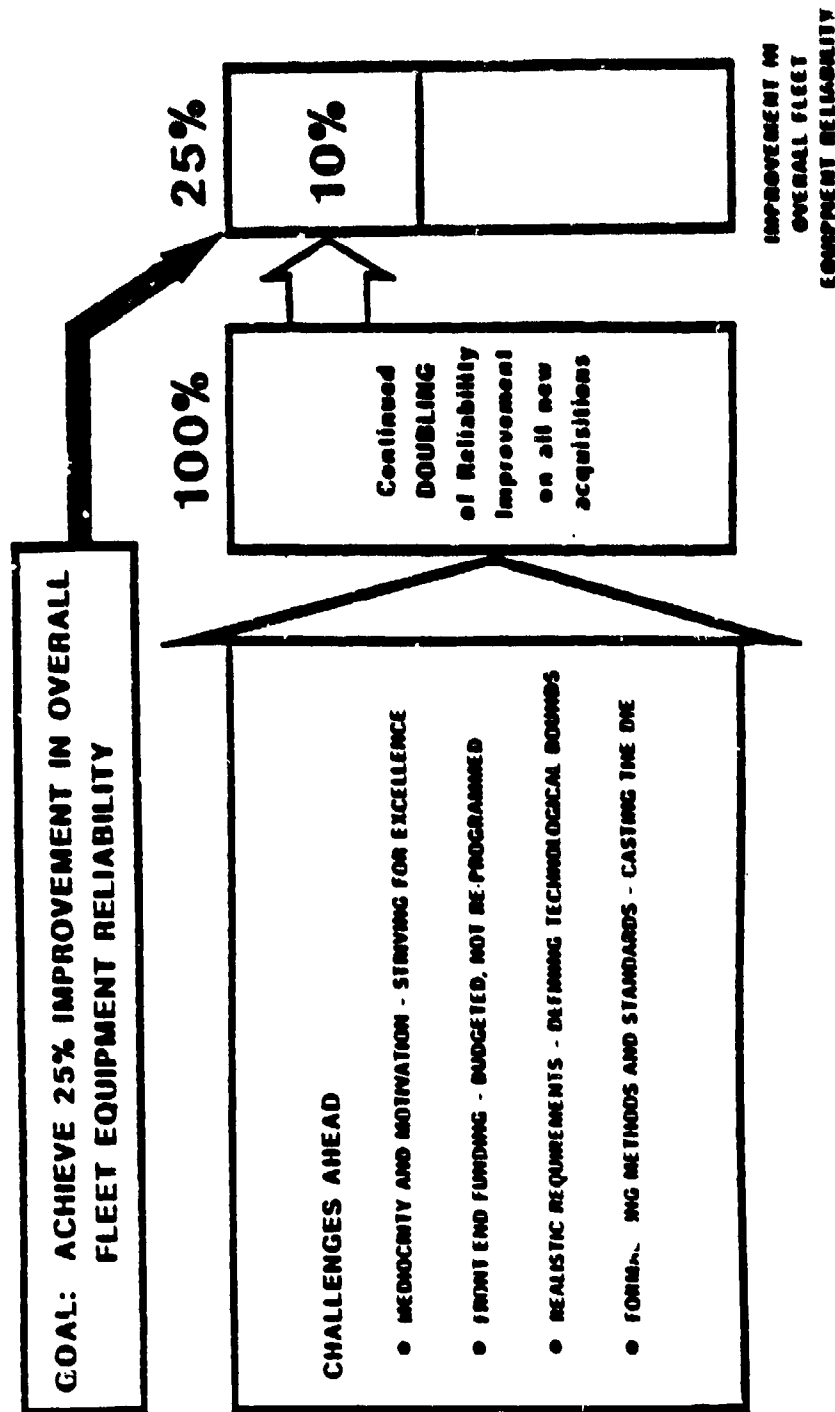 GOAL: ACHIEVE 25% IMPROVEMENT IN OVERALL
FLEET EQUIPMENT RELIABILITY
CHALLENGES AHEAD
● MEDIOCRITY AND MOTIVATION - STRIVING FOR EXCELLENCE
● FRONT END FUNDING - BUDGETED, NOT RE-PROGRAMMED
● REALISTIC REQUIREMENTS - DEFINING TECHNOLOGICAL BOUNDS
● METHODS AND STANDARDS - CASTING THE DIE
100%
Continued
DOUBLING
of Reliability
Improvement
on all new
acquisitions
25%
10%
IMPROVEMENT IN
OVERALL FLEET
EQUIPMENT RELIABILITY